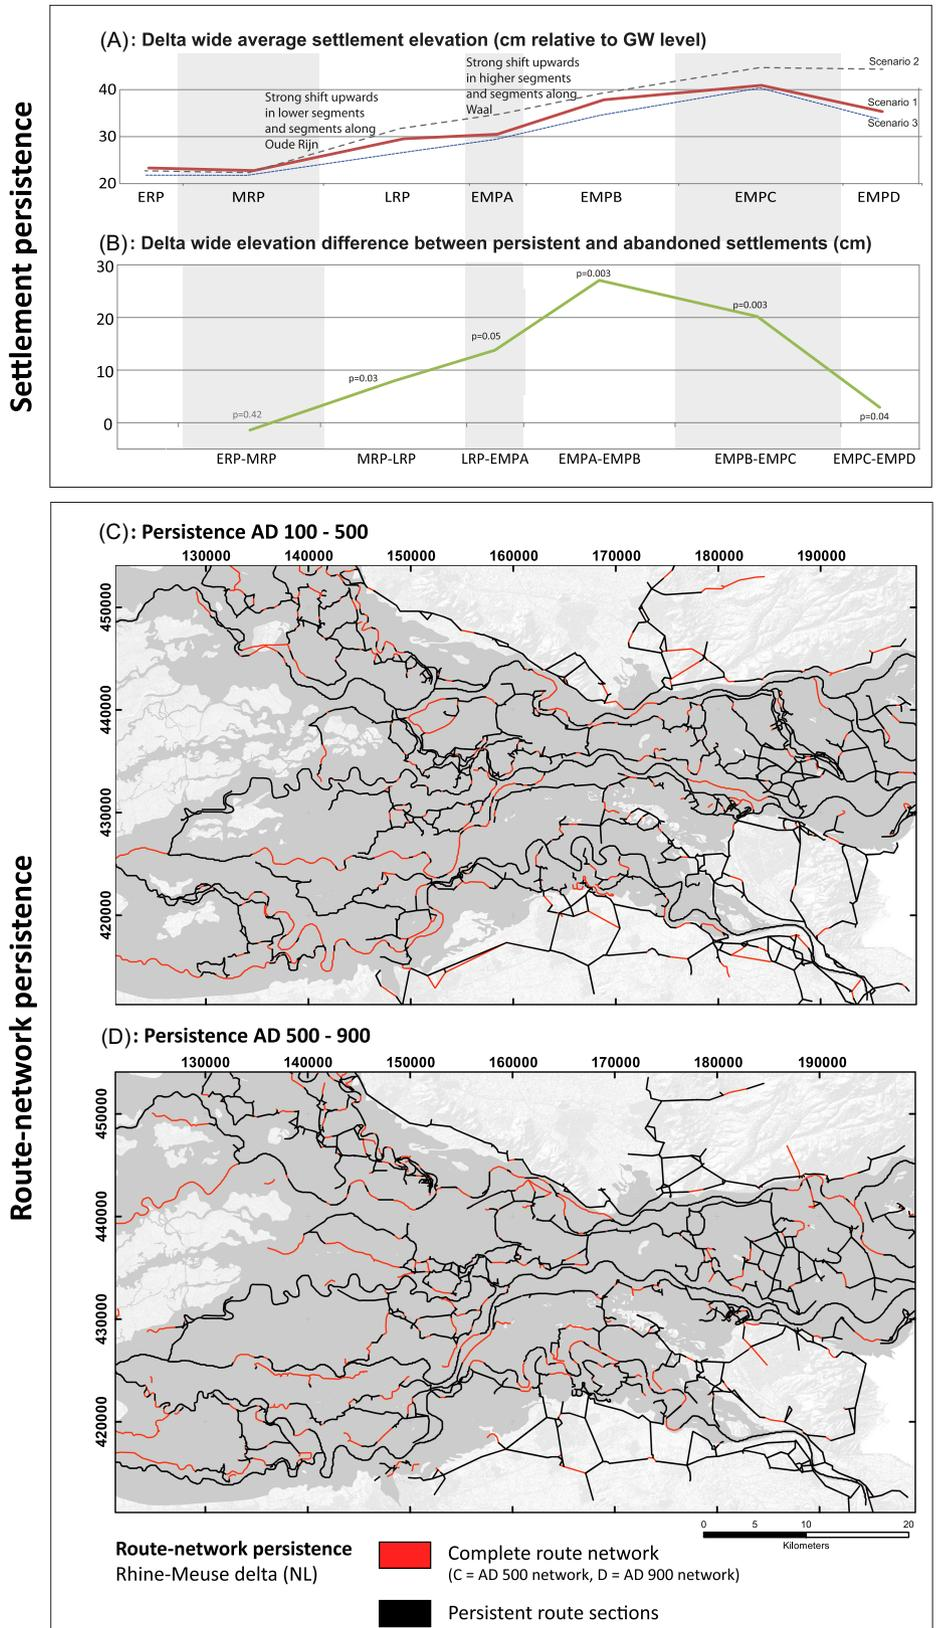 Settlement persistence
(A): Delta wide average settlement elevation (cm relative to GW level)
Strong shift upwards
in lower segments
and segments along
Oude Rijn
Strong shift upwards
in higher segments
and segments along
Waal
Scenario 2
Scenario 1
Scenario 3
40
30
20
ERP MRP LRP EMPA EMPB EMPC EMPD
(B): Delta wide elevation difference between persistent and abandoned settlements (cm)
30
20
10
0
p=0.42
p=0.03
p=0.05
p=0.003
p=0.003
p=0.04
ERP-MRP MRP-LRP LRP-EMPA EMPA-EMPB EMPB-EMPC EMPC-EMPD
Route-network persistence
(C): Persistence AD 100 - 500
130000 140000 150000 160000 170000 180000 190000
450000
440000
430000
420000
(D): Persistence AD 500 - 900
130000 140000 150000 160000 170000 180000 190000
450000
440000
430000
420000
0 5 10 20
Kilometers
Route-network persistence
Rhine-Meuse delta (NL)
Complete route network
(C = AD 500 network, D = AD 900 network)
Persistent route sections